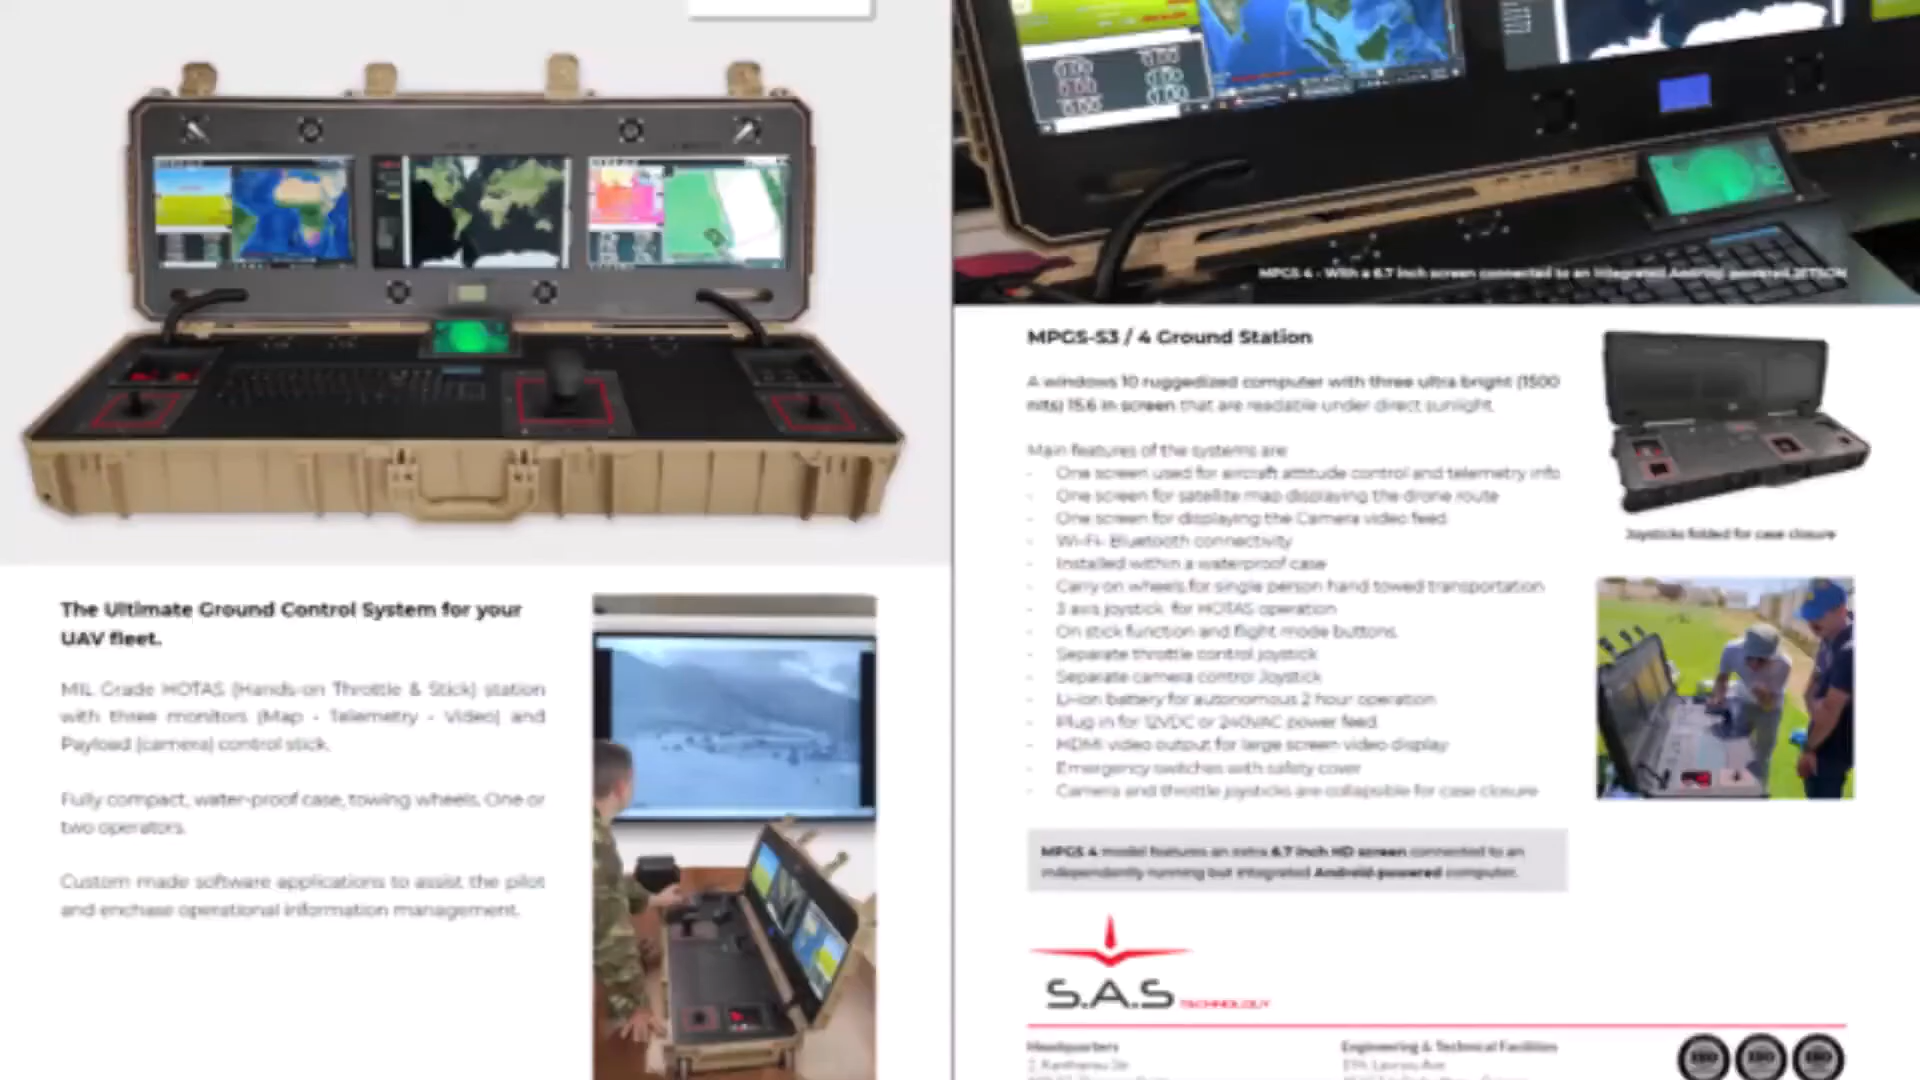 The Ultimate Ground Control System for your
UAV fleet.
MIL Grade HOTAS (Hands-on Throttle & Stick) station
with three monitors (Map - Telemetry - Video) and
Payload (camera) control stick.
Fully compact, water-proof case, towing wheels. One or
two operators.
Custom made software applications to assist the pilot
and enchase operational information management.
MPGS 4 - With a 6.7 inch screen connected to an integrated Android powered JETSON
MPGS-S3 / 4 Ground Station
A windows 10 ruggedized computer with three ultra bright (1500
nits) 15.6 in screen that are readable under direct sunlight.
Main features of the systems are
- One screen used for aircraft attitude control and telemetry info
- One screen for satellite map displaying the drone route
- One screen for displaying the Camera video feed
- Wi-Fi- Bluetooth connectivity
- Installed within a waterproof case
- Carry on wheels for single person hand towed transportation
- 3 axis joystick for HOTAS operation
- On stick function and flight mode buttons
- Separate throttle control joystick
- Separate camera control Joystick
- Li-ion battery for autonomous 2 hour operation
- Plug in for 12VDC or 240VAC power feed
- HDMI video output for large screen video display
- Emergency switches with safety cover
- Camera and throttle joysticks are collapsible for case closure
Joysticks folded for case closure
MPGS 4 model features an extra 6.7 inch HD screen connected to an
independently running but integrated Android powered computer.
S.A.S TECHNOLOGY
Headquarters
Engineering & Technical Facilities
ISO ISO ISO